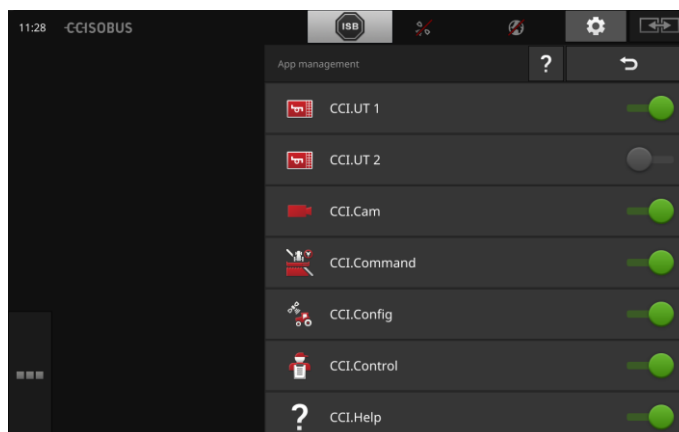 11:28
CCISOBUS
ISB
App management
?
CCI.UT 1
CCI.UT 2
CCI.Cam
CCI.Command
CCI.Config
CCI.Control
?
CCI.Help